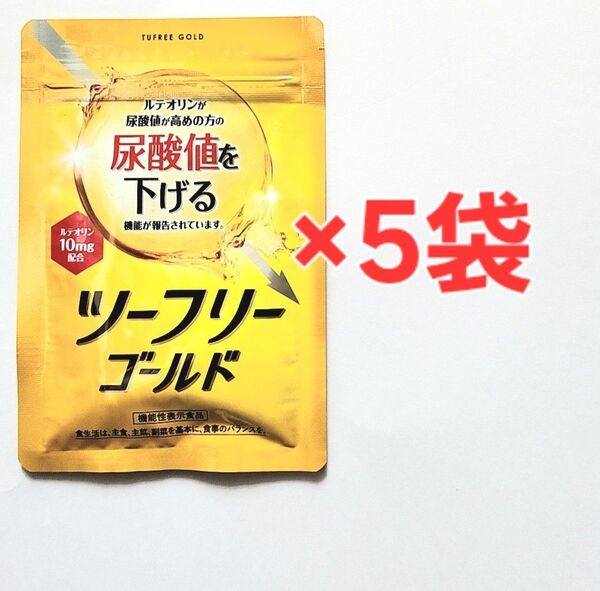 TUFREE GOLD
ルテオリンが
尿酸値が高めの方の
尿酸値を
下げる
機能が報告されています。
ルテオリン
10mg
配合
×5袋
ツーフリー
ゴールド
機能性表示食品
食生活は、主食、主菜、副菜を基本に、食事のバランスを。